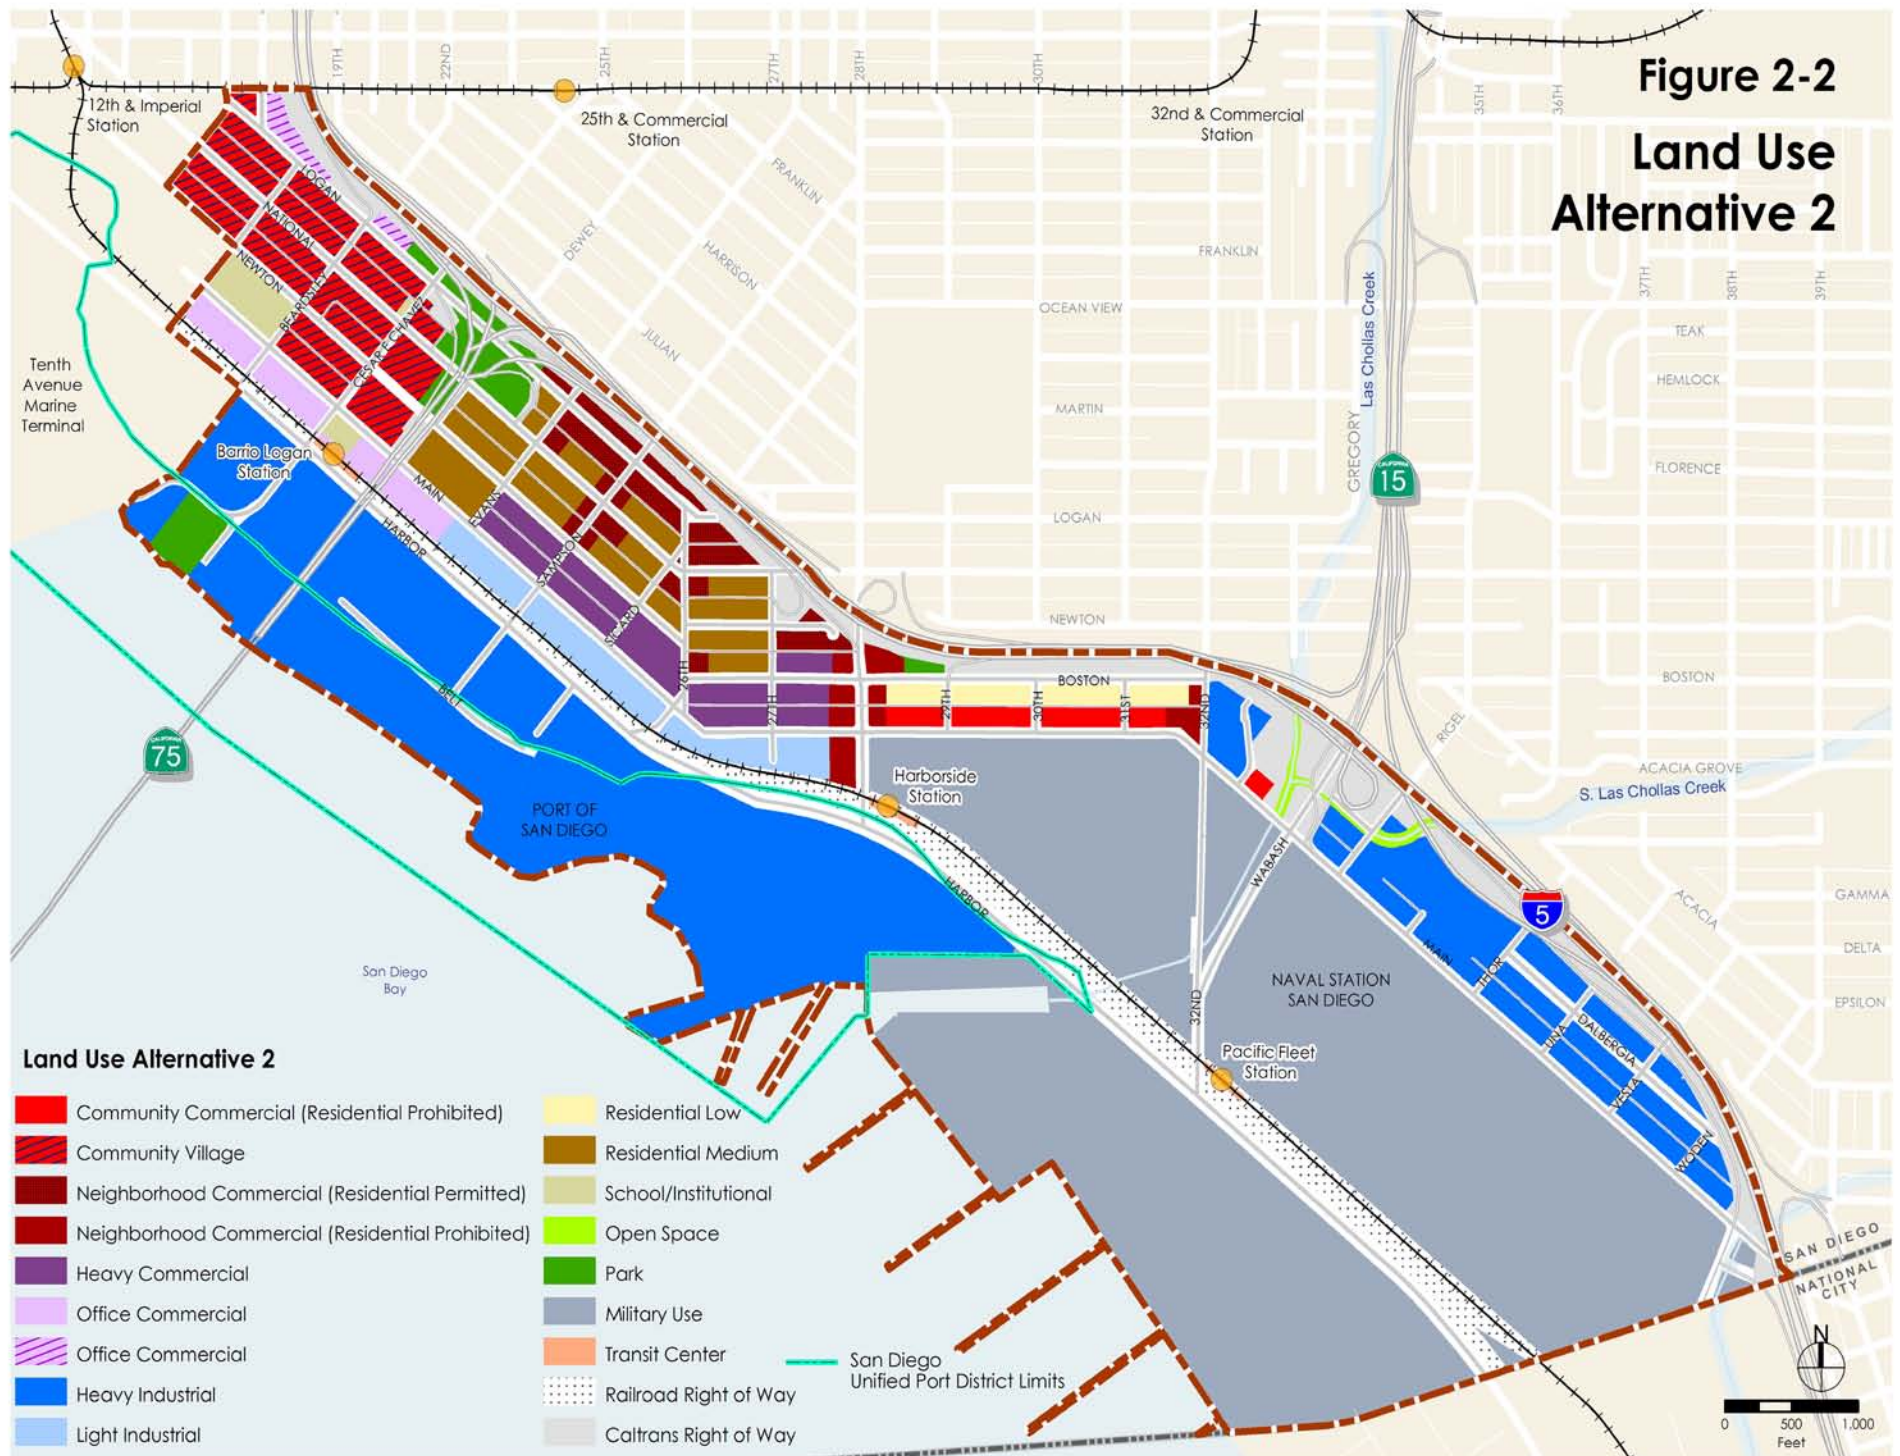 Figure 2-2
Land Use
Alternative 2
19TH
22ND
25TH
27TH
28TH
30TH
35TH
36TH
12th & Imperial
Station
25th & Commercial
Station
32nd & Commercial
Station
FRANKLIN
DEWEY
HARRISON
JULIAN
FRANKLIN
OCEAN VIEW
MARTIN
LOGAN
NEWTON
GREGORY
Las Chollas Creek
CALIFORNIA
15
37TH
38TH
39TH
TEAK
HEMLOCK
FLORENCE
BOSTON
RIGEL
ACACIA GROVE
S. Las Chollas Creek
ACACIA
GAMMA
DELTA
EPSILON
LOGAN
NATIONAL
NEWTON
BEARDSLEY
CESAR E CHAVEZ
Tenth
Avenue
Marine
Terminal
Barrio Logan
Station
MAIN
HARBOR
EVANS
SAMPSON
SICARD
26TH
27TH
BELT
CALIFORNIA
75
BOSTON
29TH
30TH
31ST
32ND
Harborside
Station
PORT OF
SAN DIEGO
HARBOR
WABASH
32ND
NAVAL STATION
SAN DIEGO
Pacific Fleet
Station
5
MAIN
THOR
UNA
DALBERGIA
VESTA
WODEN
San Diego
Bay
SAN DIEGO
NATIONAL
CITY
Land Use Alternative 2
Community Commercial (Residential Prohibited)
Community Village
Neighborhood Commercial (Residential Permitted)
Neighborhood Commercial (Residential Prohibited)
Heavy Commercial
Office Commercial
Office Commercial
Heavy Industrial
Light Industrial
Residential Low
Residential Medium
School/Institutional
Open Space
Park
Military Use
Transit Center
Railroad Right of Way
Caltrans Right of Way
San Diego
Unified Port District Limits
N
0 500 1,000
Feet